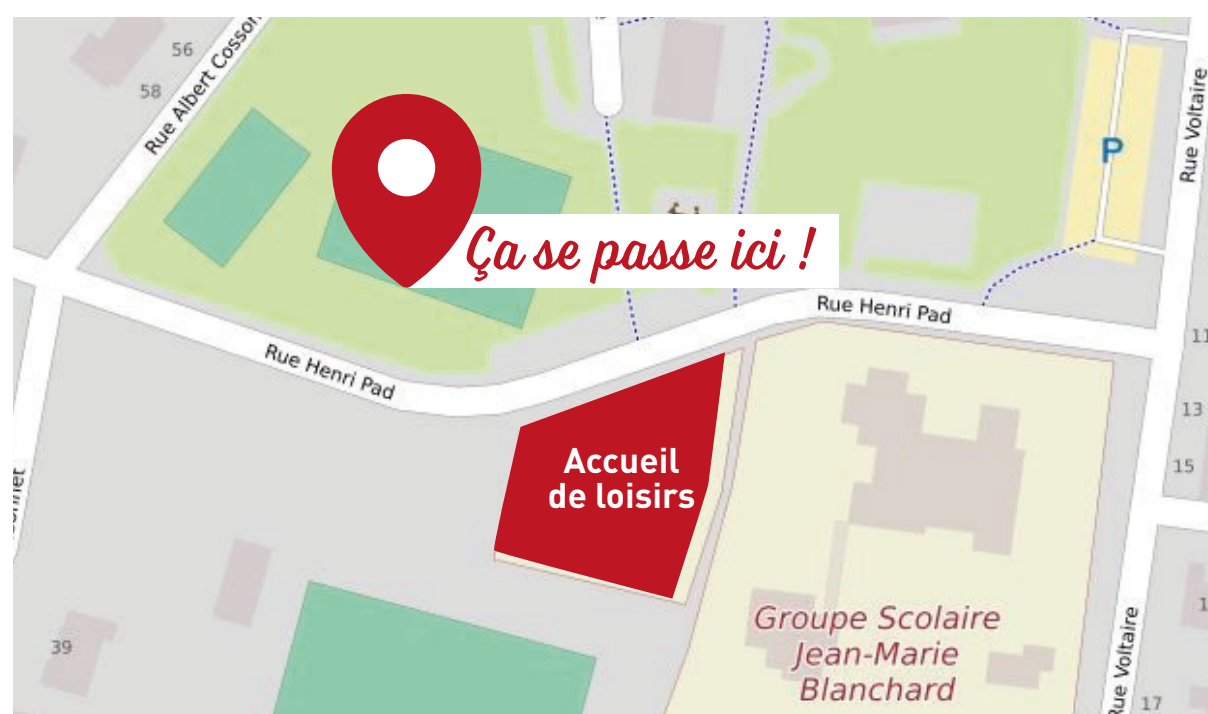 56
58
Rue Albert Cosson
P
Rue Voltaire
Ça se passe ici !
Rue Henri Pad
Rue Henri Pad
11
13
15
Accueil
de loisirs
39
Groupe Scolaire
Jean-Marie
Blanchard
Rue Voltaire
17